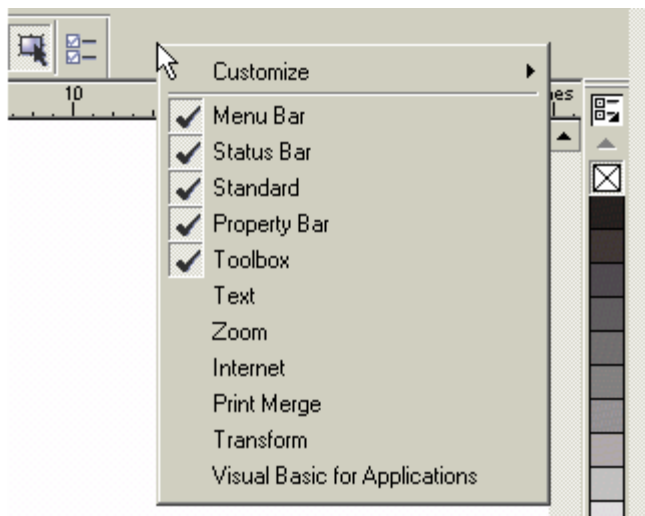 Customize
10
es
Menu Bar
Status Bar
Standard
Property Bar
Toolbox
Text
Zoom
Internet
Print Merge
Transform
Visual Basic for Applications